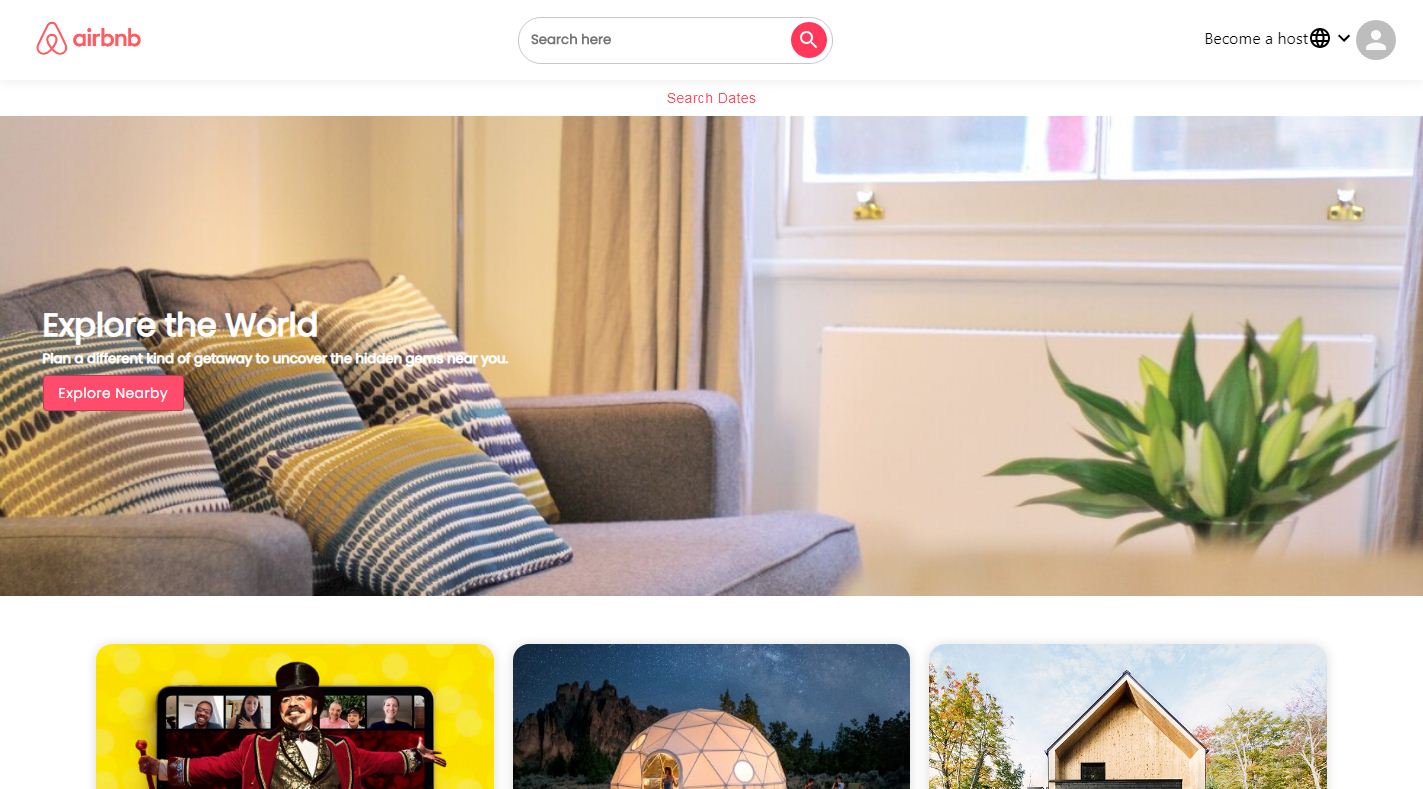 airbnb
Search here
Become a host
Search Dates
Explore the World
Plan a different kind of getaway to uncover the hidden gems near you.
Explore Nearby